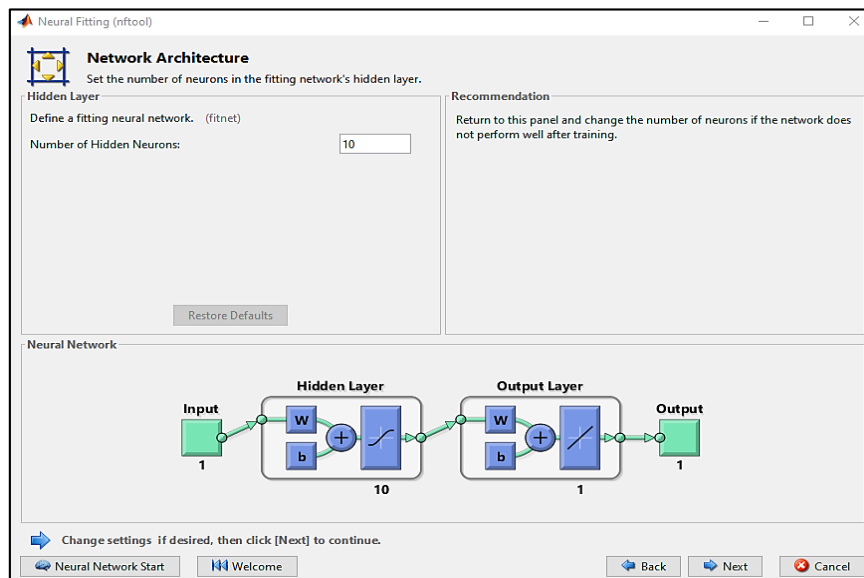 Neural Fitting (nftool)
Network Architecture
Set the number of neurons in the fitting network's hidden layer.
Hidden Layer
Define a fitting neural network. (fitnet)
Number of Hidden Neurons: 10
Restore Defaults
Recommendation
Return to this panel and change the number of neurons if the network does
not perform well after training.
Neural Network
Hidden Layer Output Layer
Input Output
W W
b b
1 10 1 1
Change settings if desired, then click [Next] to continue.
Neural Network Start Welcome Back Next Cancel